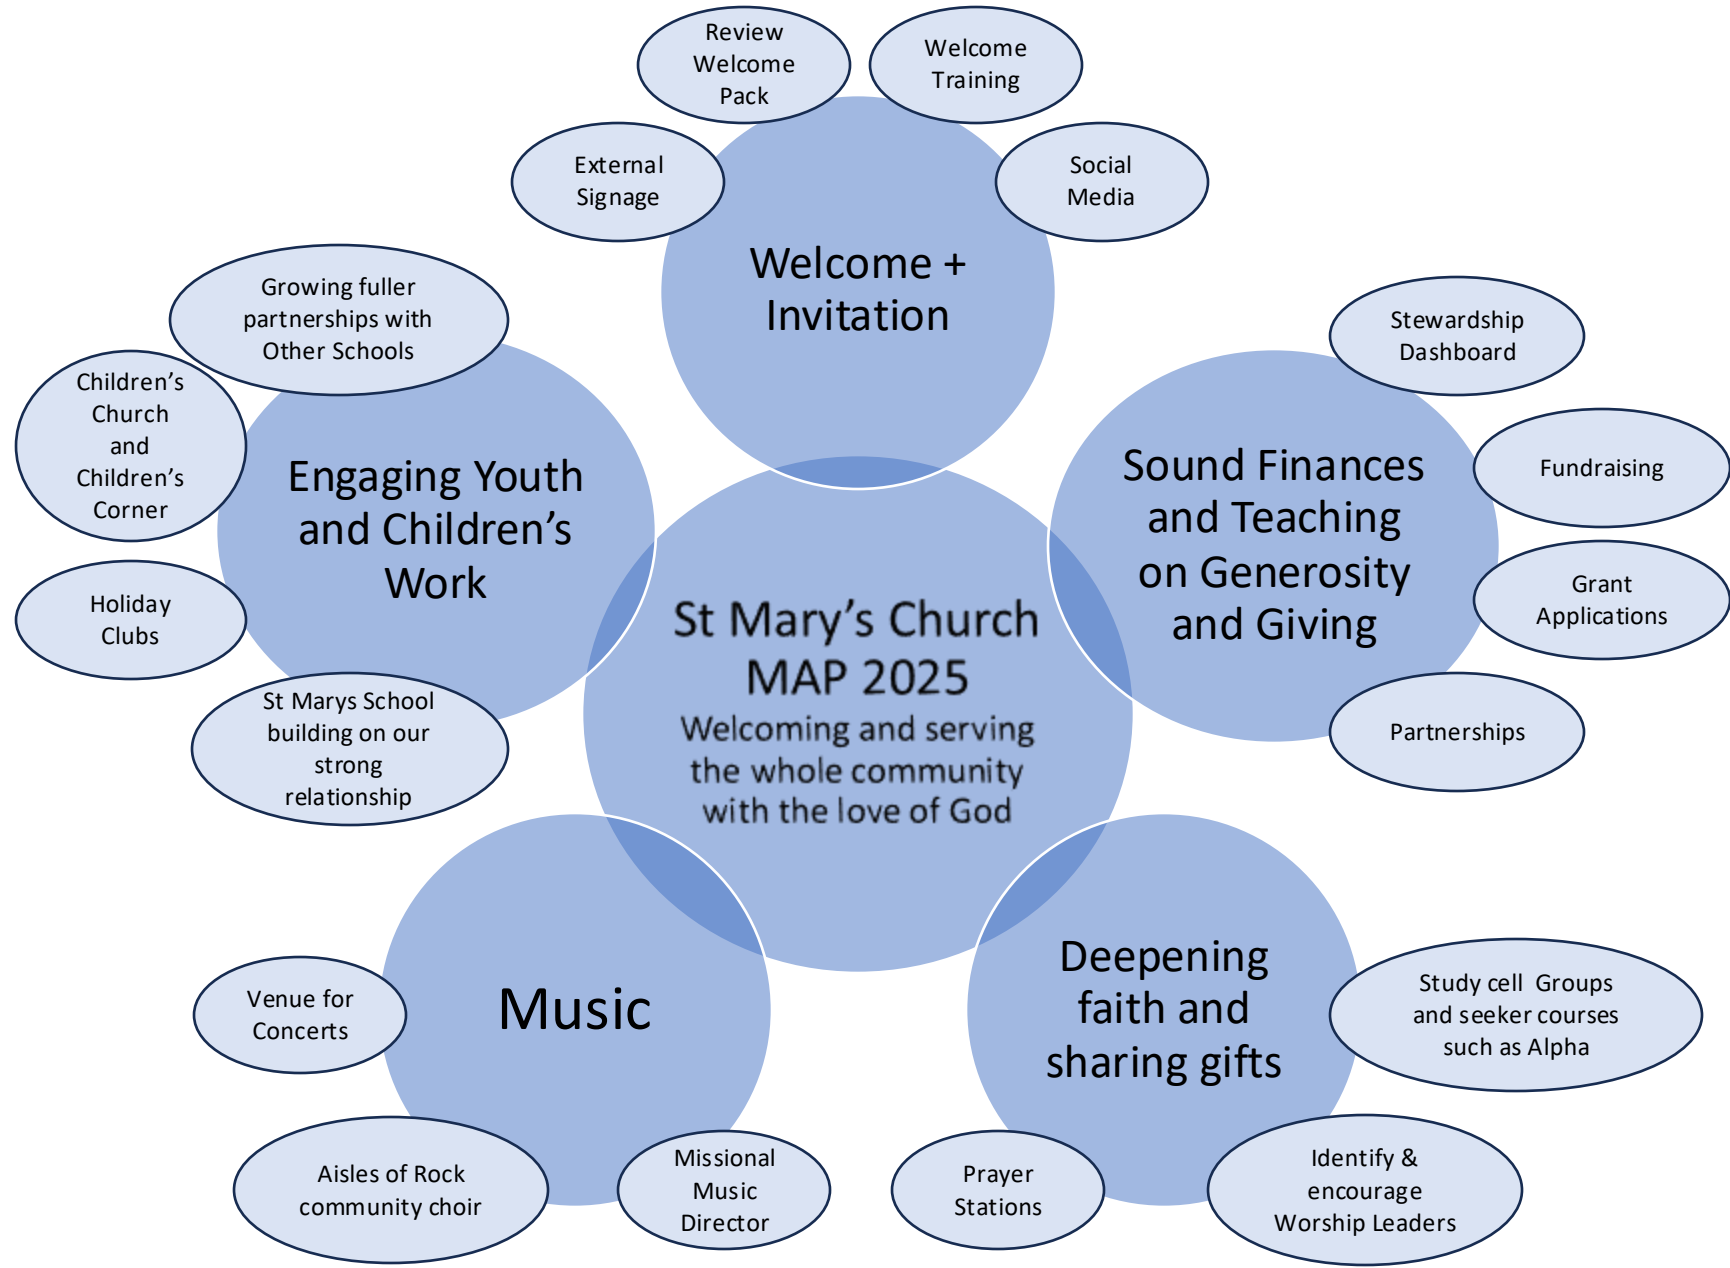 Review
Welcome
Pack
Welcome
Training
External
Signage
Social
Media
Welcome +
Invitation
Growing fuller
partnerships with
Other Schools
Children’s
Church
and
Children’s
Corner
Holiday
Clubs
St Marys School
building on our
strong
relationship
Engaging Youth
and Children’s
Work
Stewardship
Dashboard
Fundraising
Grant
Applications
Partnerships
Sound Finances
and Teaching
on Generosity
and Giving
St Mary’s Church
MAP 2025
Welcoming and serving
the whole community
with the love of God
Music
Venue for
Concerts
Aisles of Rock
community choir
Missional
Music
Director
Deepening
faith and
sharing gifts
Study cell  Groups
and seeker courses
such as Alpha
Prayer
Stations
Identify &
encourage
Worship Leaders